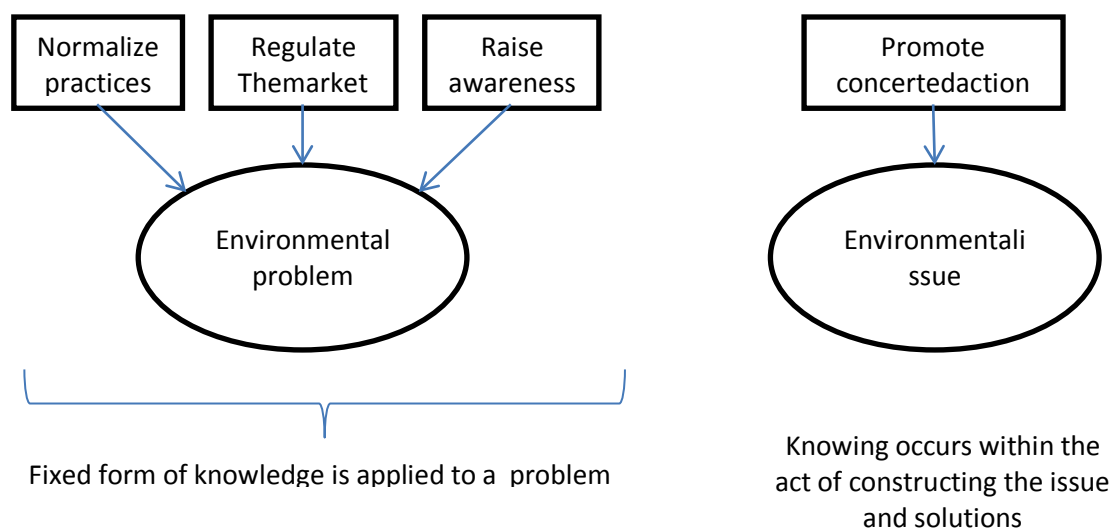 Normalize
practices
Regulate
Themarket
Raise
awareness
Promote
concertedaction
Environmental
problem
Environmentali
ssue
Fixed form of knowledge is applied to a problem
Knowing occurs within the
act of constructing the issue
and solutions